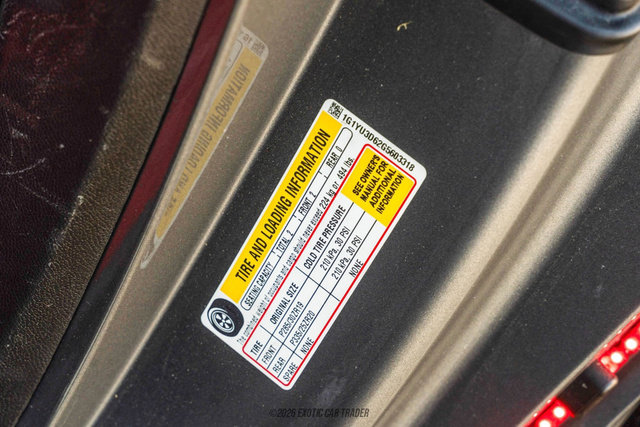 1G1YU3D62G5603318
TIRE AND LOADING INFORMATION
SEATING CAPACITY TOTAL 2 FRONT 2 REAR 0
The combined weight of occupants and cargo should never exceed 224 kg or 494 lbs.
TIRE ORIGINAL SIZE COLD TIRE PRESSURE
FRONT P285/30ZR19 210 kPa, 30 PSI
REAR P335/25ZR20 210 kPa, 30 PSI
SPARE NONE NONE
SEE OWNER'S
MANUAL FOR
ADDITIONAL
INFORMATION
©2026 EXOTIC CAR TRADER